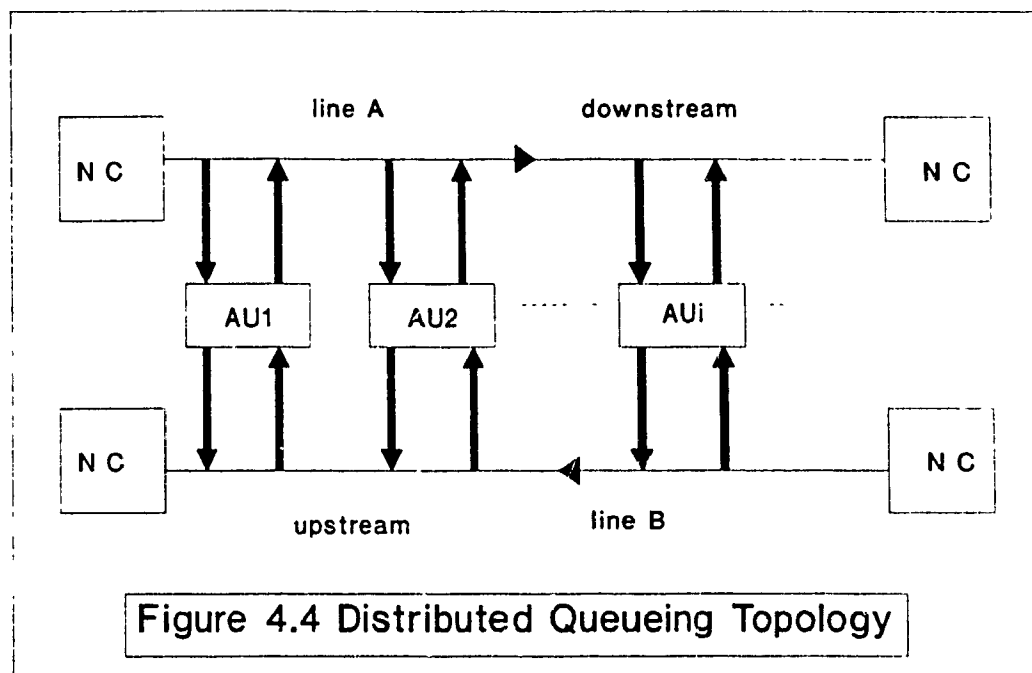 line A downstream
N C N C
AU1 AU2 AUi
N C N C
upstream line B
Figure 4.4 Distributed Queueing Topology